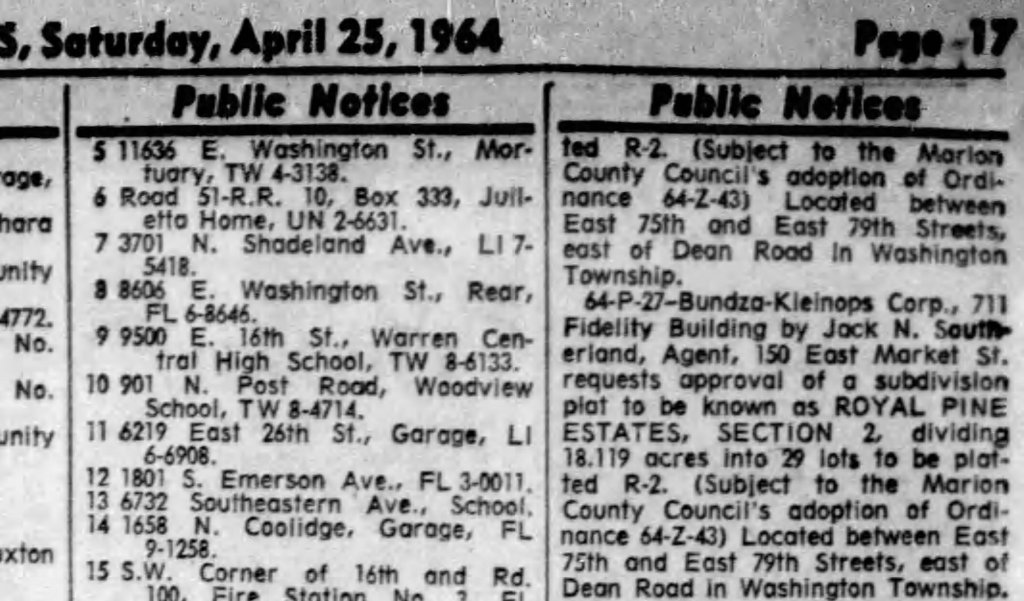 S, Saturday, April 25, 1964
Page 17
rage,
hara
unity
4772.
No.
No.
unity
uxton
Public Notices
5 11636 E. Washington St., Mor-
tuary, TW 4-3138.
6 Road 51-R.R. 10, Box 333, Juli-
etta Home, UN 2-6631.
7 3701 N. Shadeland Ave., LI 7-
5418.
8 8606 E. Washington St., Rear,
FL 6-8646.
9 9500 E. 16th St., Warren Cen-
tral High School, TW 8-6133.
10 901 N. Post Road, Woodview
School, TW 8-4714.
11 6219 East 26th St., Garage, LI
6-6908.
12 1801 S. Emerson Ave., FL 3-0011.
13 6732 Southeastern Ave., School.
14 1658 N. Coolidge, Garage, FL
9-1258.
15 S.W. Corner of 16th and Rd.
100, Fire Station No. 2, FL
Public Notices
ted R-2. (Subject to the Marion
County Council's adoption of Ordi-
nance 64-Z-43) Located between
East 75th and East 79th Streets,
east of Dean Road in Washington
Township.
64-P-27-Bundza-Kleinops Corp., 711
Fidelity Building by Jack N. South-
erland, Agent, 150 East Market St.
requests approval of a subdivision
plat to be known as ROYAL PINE
ESTATES, SECTION 2, dividing
18.119 acres into 29 lots to be plat-
ted R-2. (Subject to the Marion
County Council's adoption of Ordi-
nance 64-Z-43) Located between East
75th and East 79th Streets, east of
Dean Road in Washington Township.